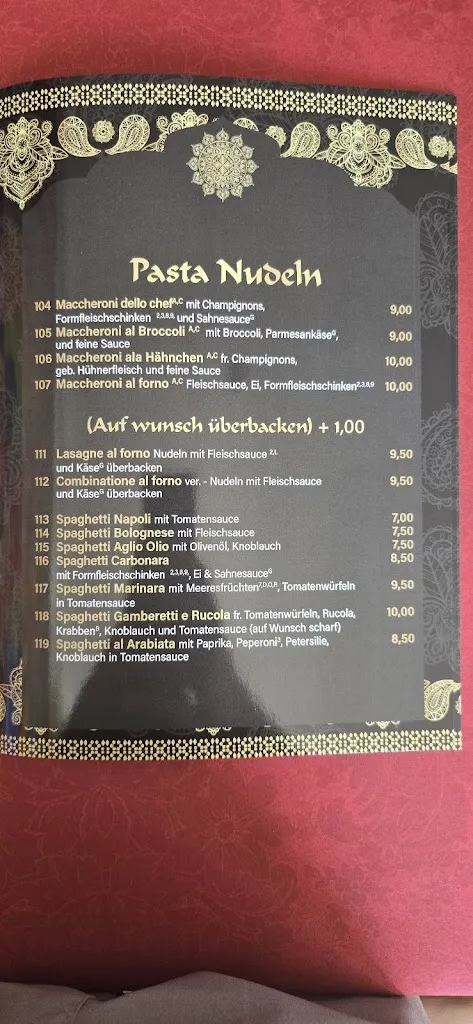 Pasta Nudeln
104 Maccheroni dello chef A,C mit Champignons, 9,00
Formfleischschinken 2,3,8,9, und Sahnesauce G
105 Maccheroni al Broccoli A,C mit Broccoli, Parmesankäse G, 9,00
und feine Sauce
106 Maccheroni ala Hähnchen A,C fr. Champignons, 10,00
geb. Hühnerfleisch und feine Sauce
107 Maccheroni al forno A,C Fleischsauce, Ei, Formfleischschinken 2,3,8,9 10,00
(Auf wunsch überbacken) + 1,00
111 Lasagne al forno Nudeln mit Fleischsauce 9,50
und Käse G überbacken
112 Combinatione al forno ver. - Nudeln mit Fleischsauce 9,50
und Käse G überbacken
113 Spaghetti Napoli mit Tomatensauce 7,00
114 Spaghetti Bolognese mit Fleischsauce 7,50
115 Spaghetti Aglio Olio mit Olivenöl, Knoblauch 7,50
116 Spaghetti Carbonara 8,50
mit Formfleischschinken 2,3,8,9, Ei & Sahnesauce G
117 Spaghetti Marinara mit Meeresfrüchten, Tomatenwürfeln 9,50
in Tomatensauce
118 Spaghetti Gamberetti e Rucola fr. Tomatenwürfeln, Rucola, 10,00
Krabben B, Knoblauch und Tomatensauce (auf Wunsch scharf)
119 Spaghetti al Arabiata mit Paprika, Peperoni 3, Petersilie, 8,50
Knoblauch in Tomatensauce